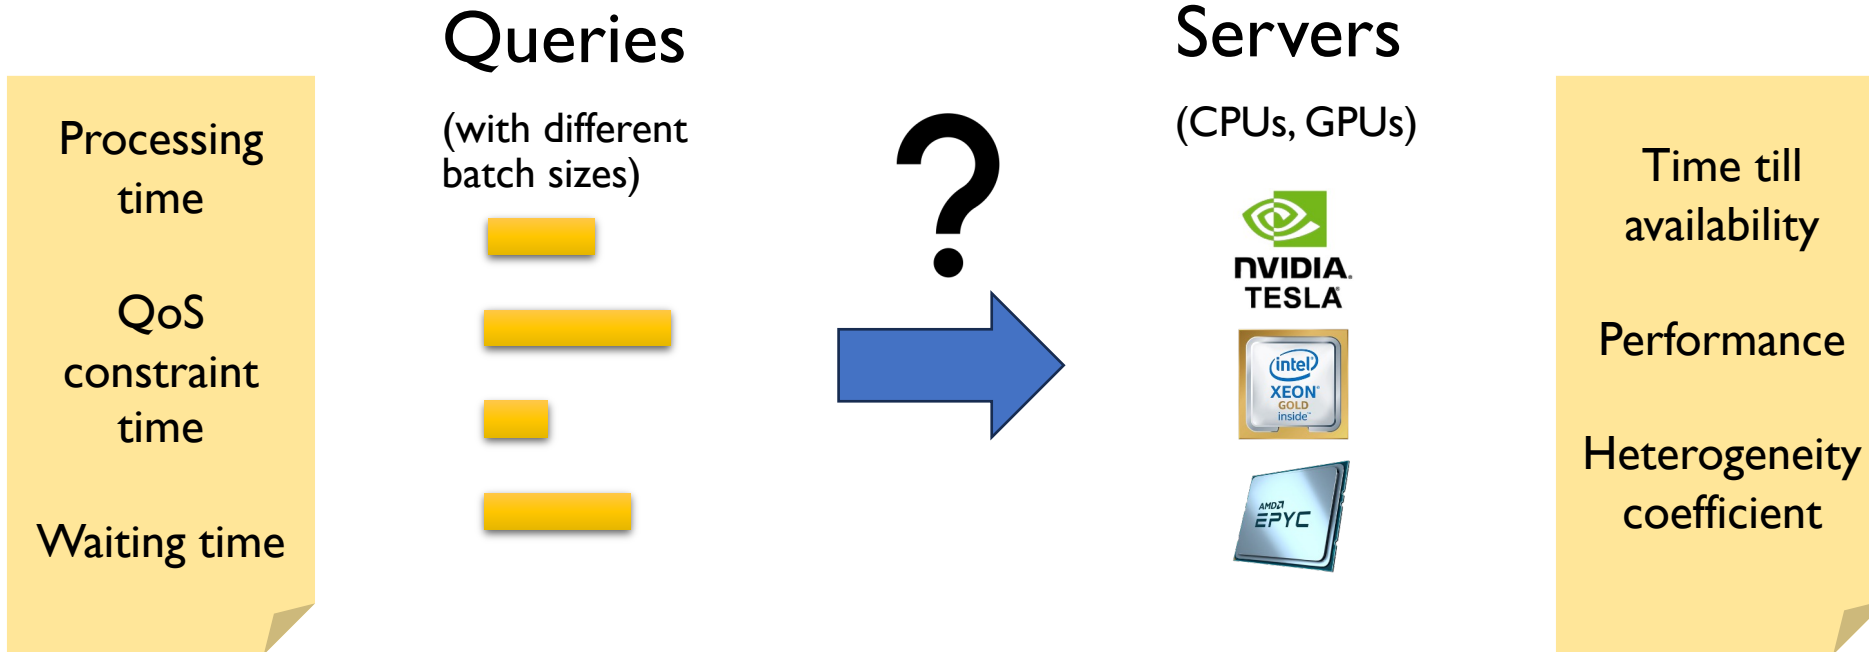 Queries
Servers
Processing
time
QoS
constraint
time
Waiting time
(with different
batch sizes)
?
(CPUs, GPUs)
NVIDIA.
TESLA
intel
XEON®
GOLD
inside™
AMD
EPYC
Time till
availability
Performance
Heterogeneity
coefficient